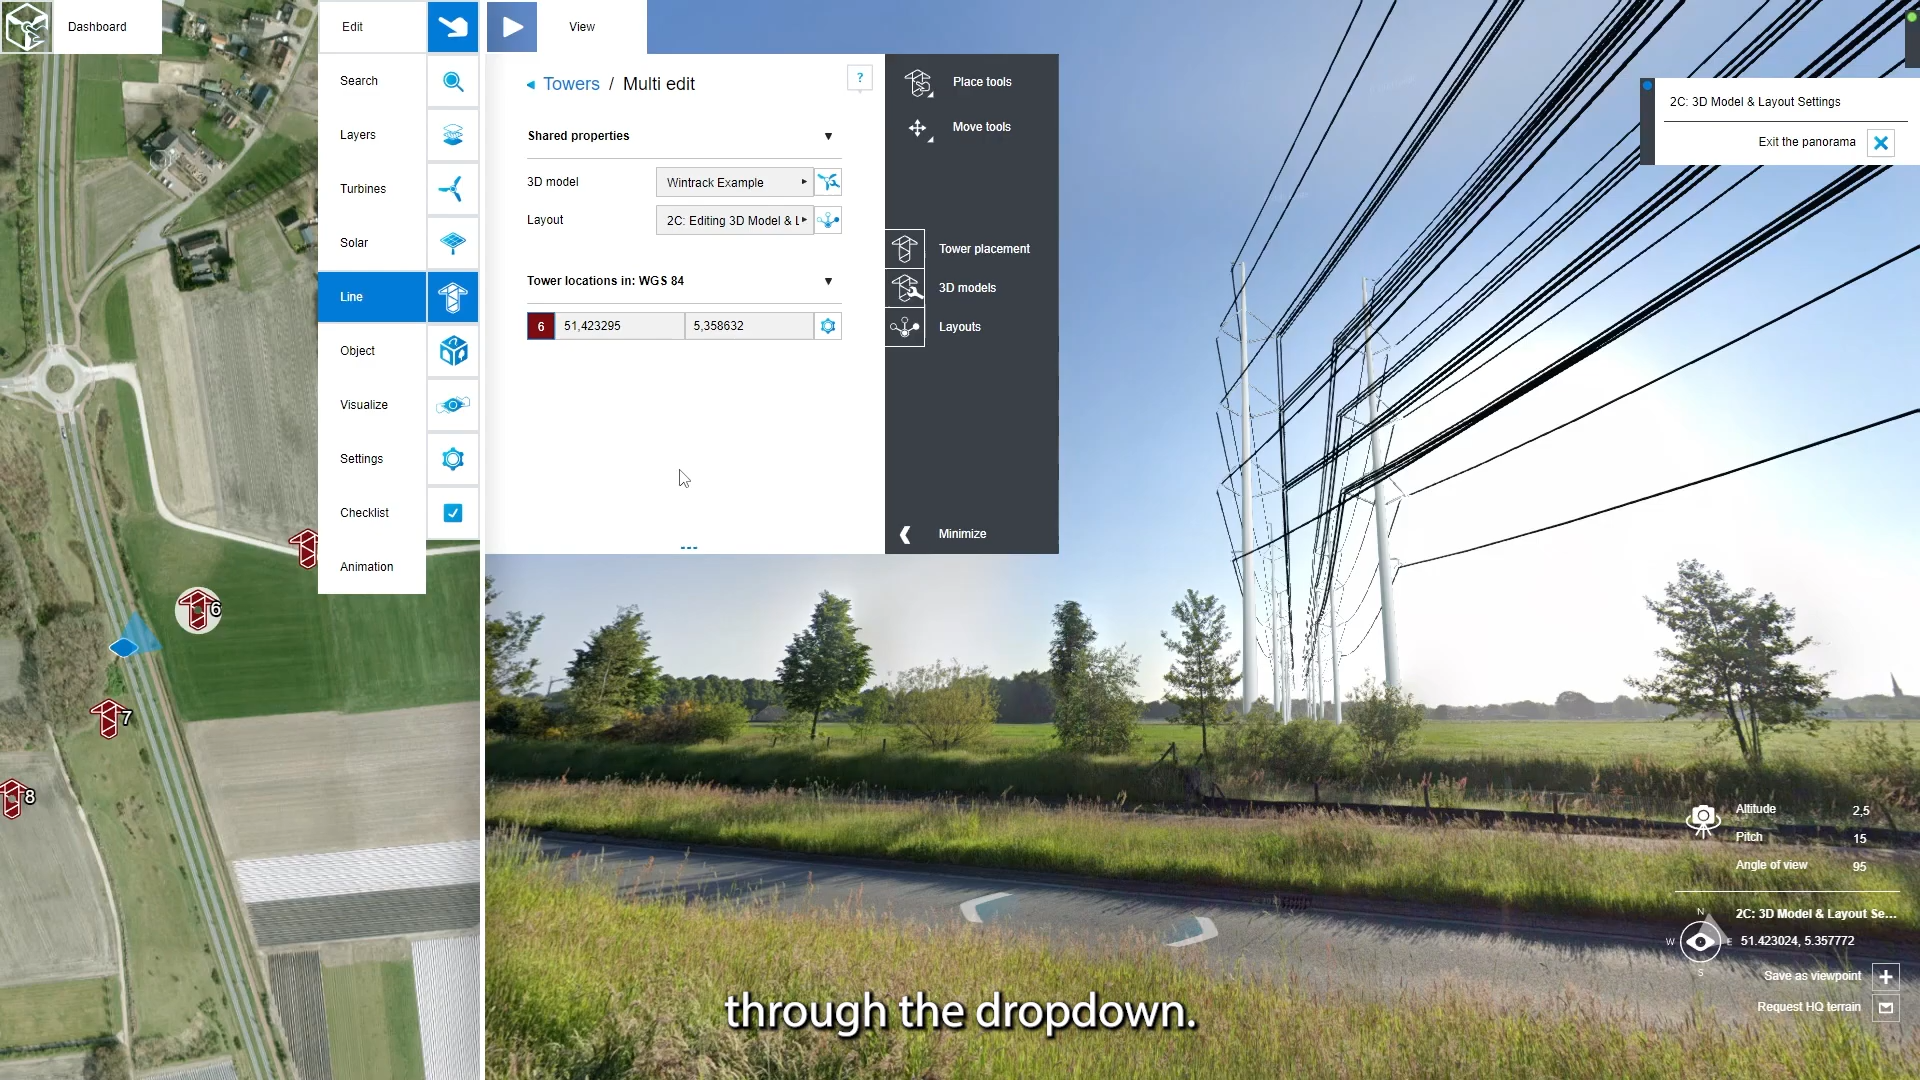 Dashboard
Edit
View
Search
Layers
Turbines
Solar
Line
Object
Visualize
Settings
Checklist
Animation
Towers / Multi edit
?
Shared properties
3D model
Wintrack Example
Layout
2C: Editing 3D Model & L
Tower locations in: WGS 84
6
51,423295
5,358632
Place tools
Move tools
Tower placement
3D models
Layouts
Minimize
2C: 3D Model & Layout Settings
Exit the panorama
6
7
8
Altitude
2,5
Pitch
15
Angle of view
95
N
W
E
S
2C: 3D Model & Layout Se...
51.423024, 5.357772
Save as viewpoint
Request HQ terrain
through the dropdown.